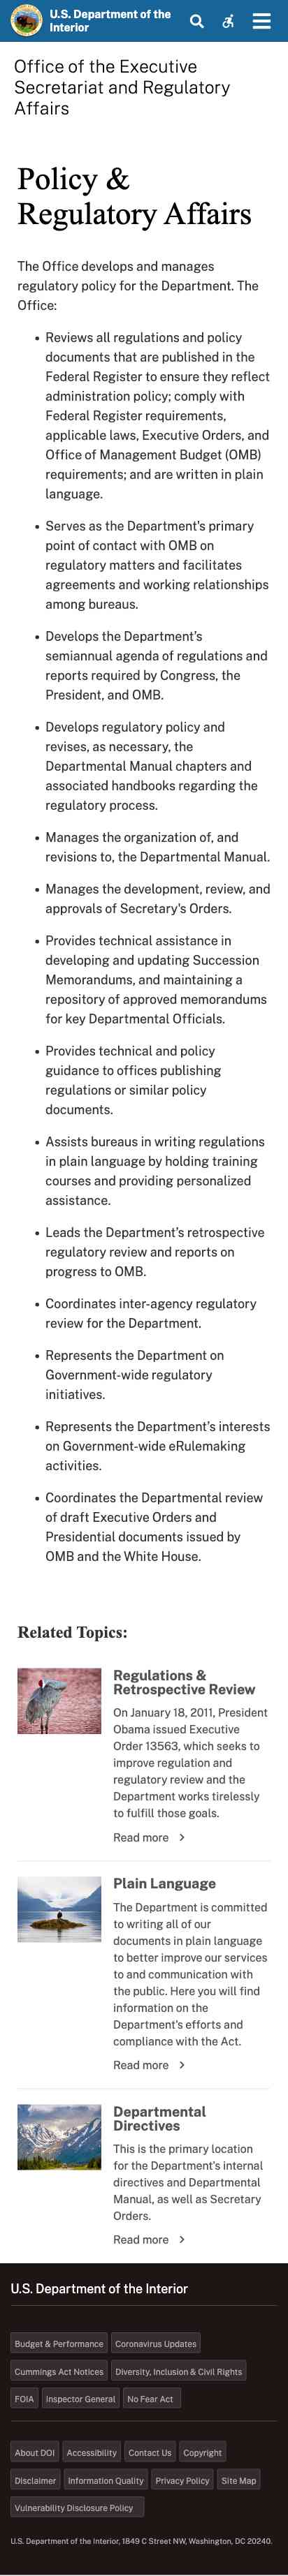 U.S. Department of the
Interior
Office of the Executive
Secretariat and Regulatory
Affairs
Policy &
Regulatory Affairs
The Office develops and manages
regulatory policy for the Department. The
Office:
• Reviews all regulations and policy
documents that are published in the
Federal Register to ensure they reflect
administration policy; comply with
Federal Register requirements,
applicable laws, Executive Orders, and
Office of Management Budget (OMB)
requirements; and are written in plain
language.
• Serves as the Department's primary
point of contact with OMB on
regulatory matters and facilitates
agreements and working relationships
among bureaus.
• Develops the Department’s
semiannual agenda of regulations and
reports required by Congress, the
President, and OMB.
• Develops regulatory policy and
revises, as necessary, the
Departmental Manual chapters and
associated handbooks regarding the
regulatory process.
• Manages the organization of, and
revisions to, the Departmental Manual.
• Manages the development, review, and
approvals of Secretary's Orders.
• Provides technical assistance in
developing and updating Succession
Memorandums, and maintaining a
repository of approved memorandums
for key Departmental Officials.
• Provides technical and policy
guidance to offices publishing
regulations or similar policy
documents.
• Assists bureaus in writing regulations
in plain language by holding training
courses and providing personalized
assistance.
• Leads the Department’s retrospective
regulatory review and reports on
progress to OMB.
• Coordinates inter-agency regulatory
review for the Department.
• Represents the Department on
Government-wide regulatory
initiatives.
• Represents the Department’s interests
on Government-wide eRulemaking
activities.
• Coordinates the Departmental review
of draft Executive Orders and
Presidential documents issued by
OMB and the White House.
Related Topics:
Regulations &
Retrospective Review
On January 18, 2011, President
Obama issued Executive
Order 13563, which seeks to
improve regulation and
regulatory review and the
Department works tirelessly
to fulfill those goals.
Read more
Plain Language
The Department is committed
to writing all of our
documents in plain language
to better improve our services
to and communication with
the public. Here you will find
information on the
Department's efforts and
compliance with the Act.
Read more
Departmental
Directives
This is the primary location
for the Department's internal
directives and Departmental
Manual, as well as Secretary
Orders.
Read more
U.S. Department of the Interior
Budget & Performance Coronavirus Updates
Cummings Act Notices Diversity, Inclusion & Civil Rights
FOIA Inspector General No Fear Act
About DOI Accessibility Contact Us Copyright
Disclaimer Information Quality Privacy Policy Site Map
Vulnerability Disclosure Policy
U.S. Department of the Interior, 1849 C Street NW, Washington, DC 20240.